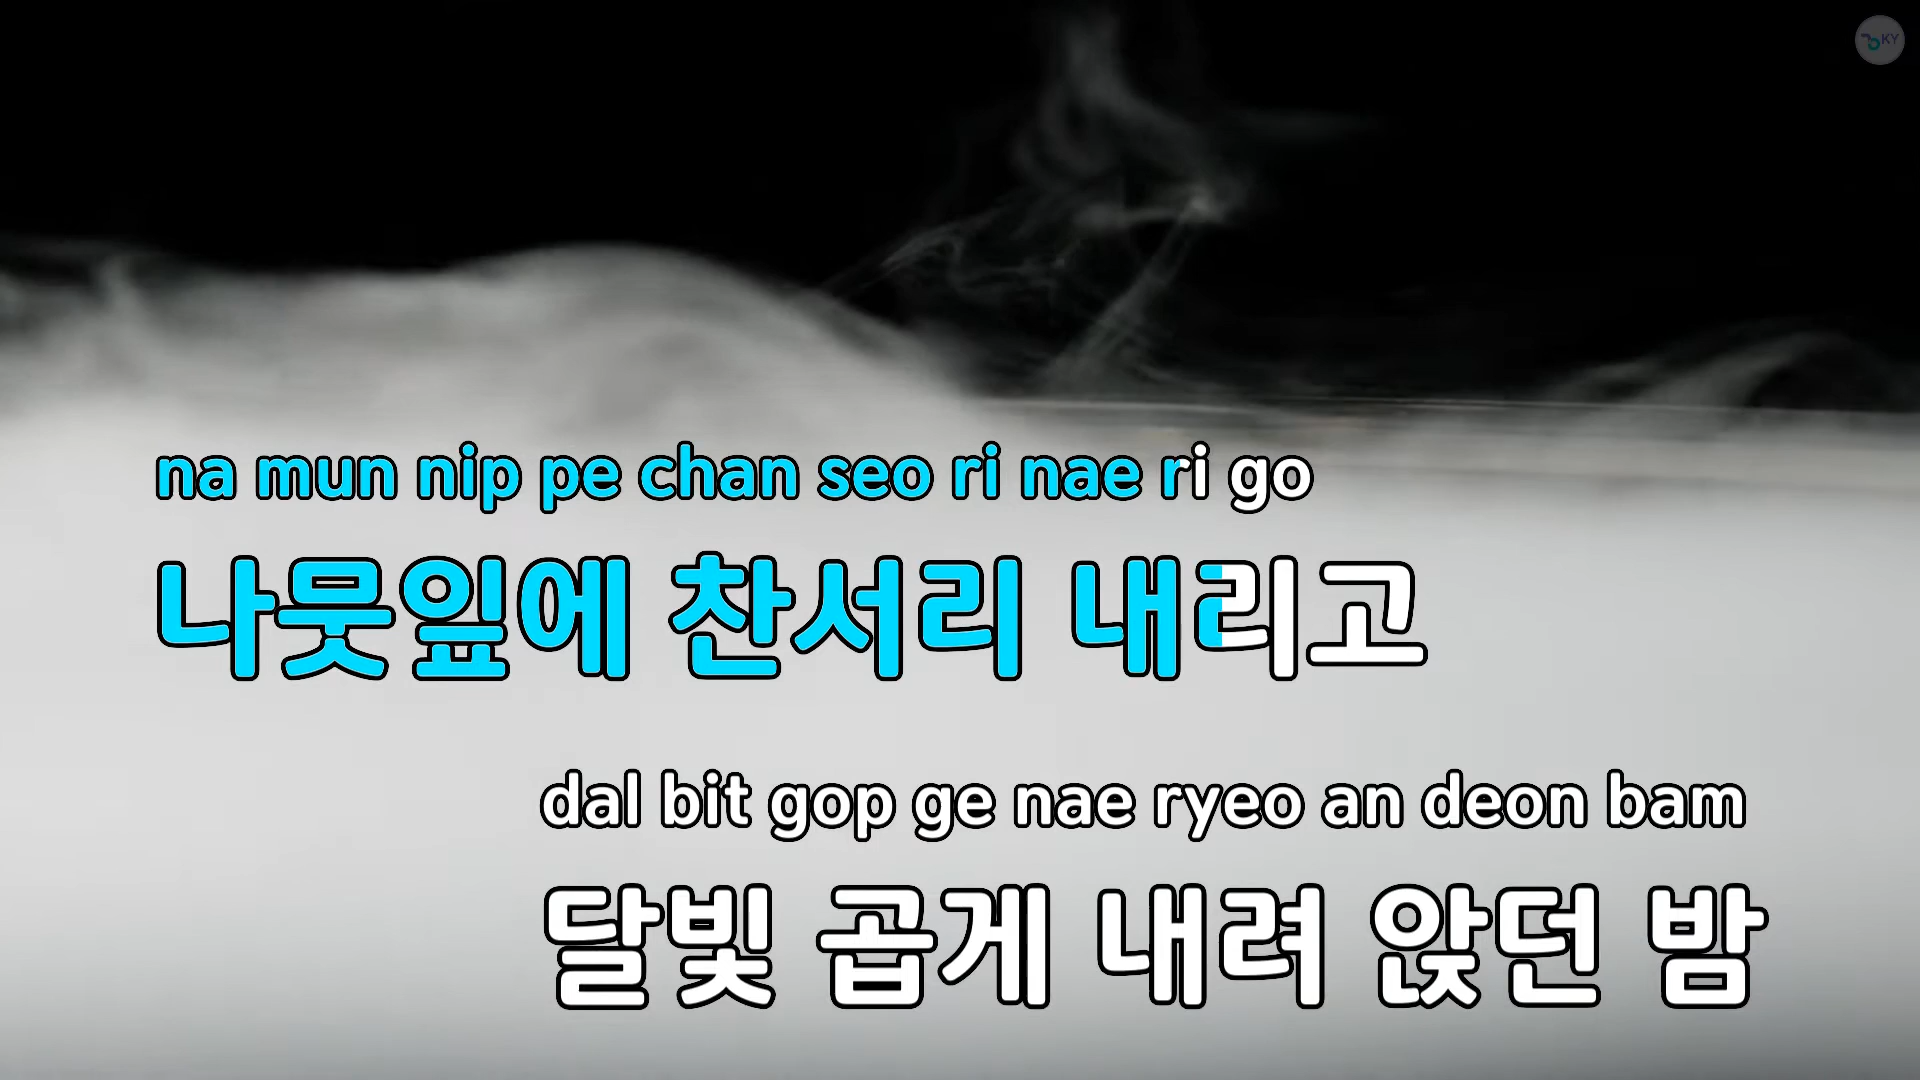 KY
na mun nip pe chan seo ri nae ri go
나뭇잎에 찬서리 내리고
dal bit gop ge nae ryeo an deon bam
달빛 곱게 내려 앉던 밤